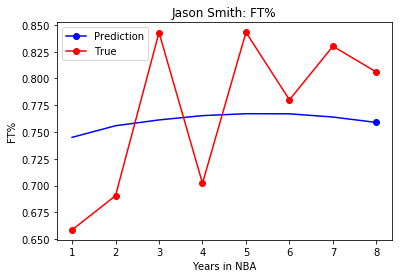 Jason Smith: FT%
Prediction
True
0.850
0.825
0.800
0.775
0.750
0.725
0.700
0.675
0.650
FT%
1 2 3 4 5 6 7 8
Years in NBA